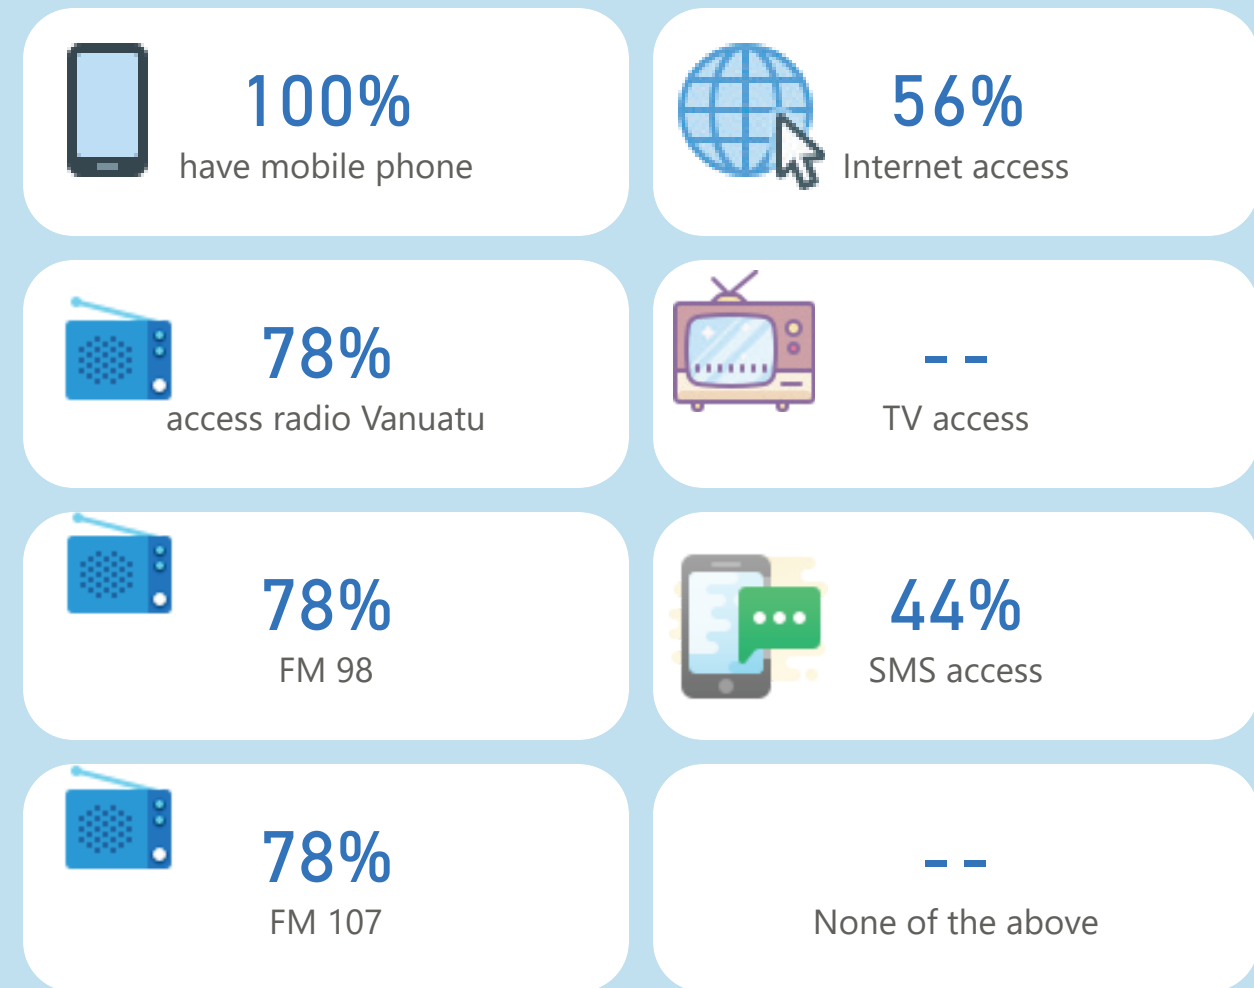 100%
have mobile phone
56%
Internet access
78%
access radio Vanuatu
--
TV access
78%
FM 98
44%
SMS access
78%
FM 107
--
None of the above